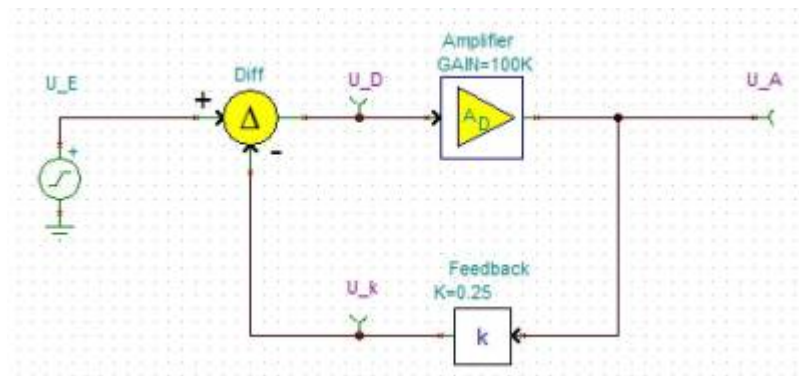 Amplifier
GAIN=100K
U_E
Diff
U_D
U_A
+
Δ
A_D
-
+
Feedback
K=0.25
U_k
k